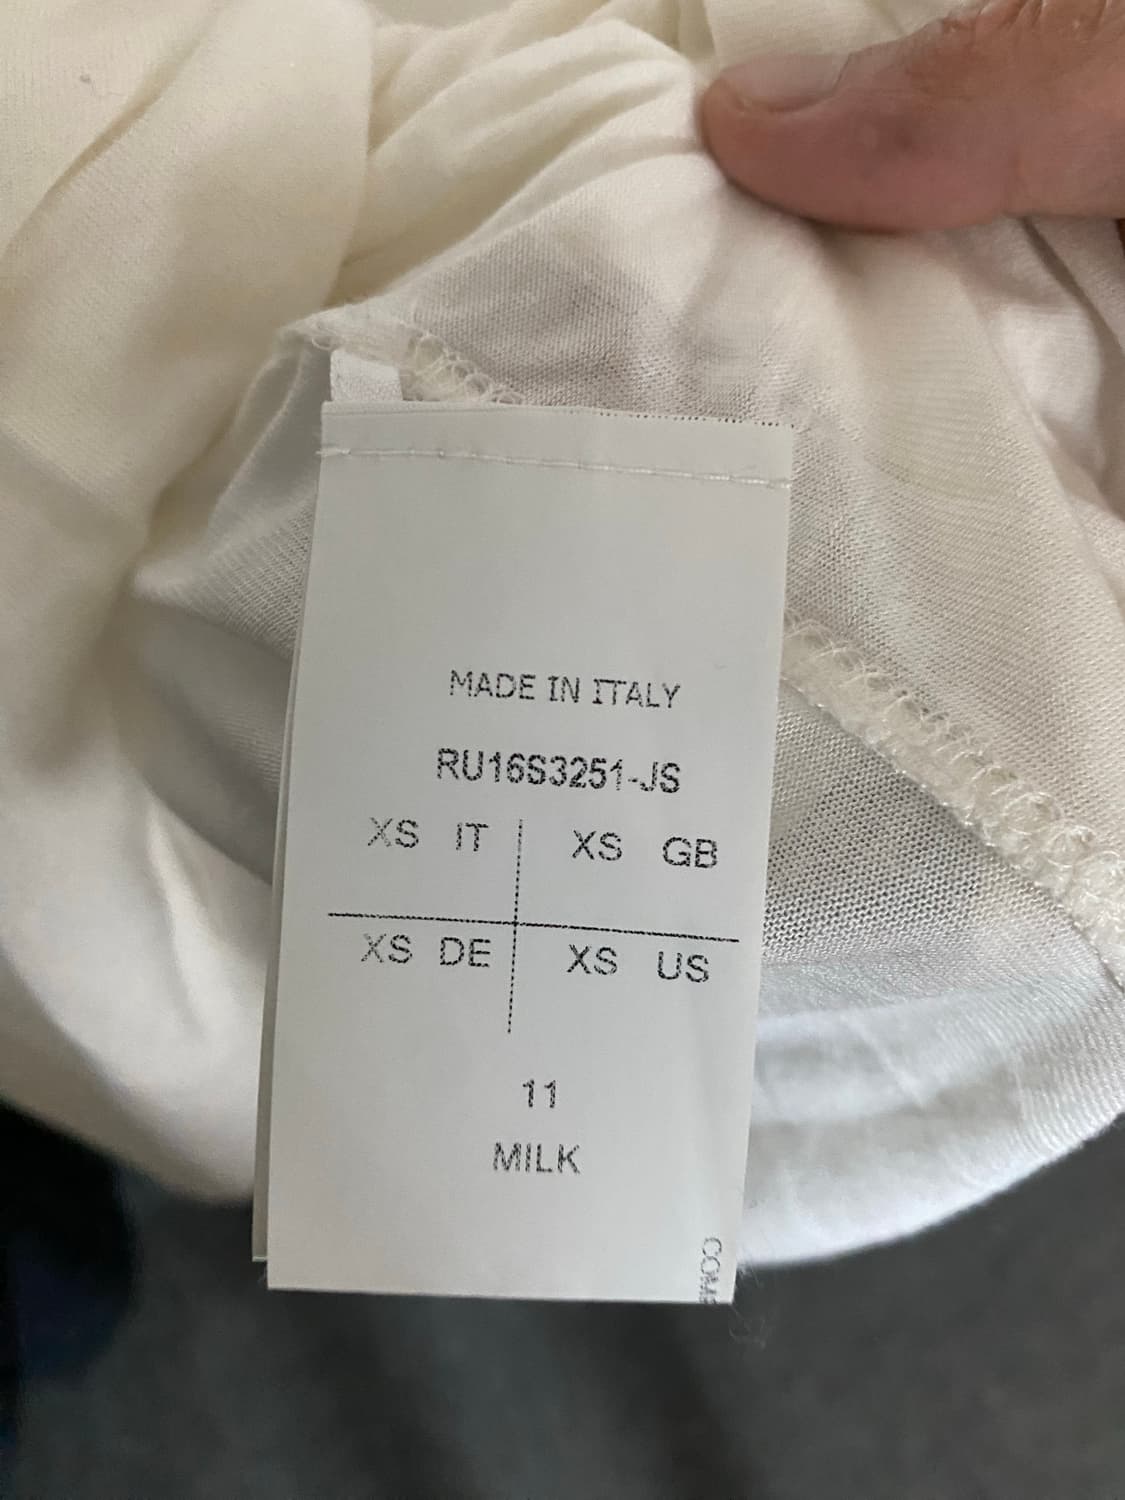 MADE IN ITALY
RU16S3251-JS
XS IT XS GB
XS DE XS US
11
MILK